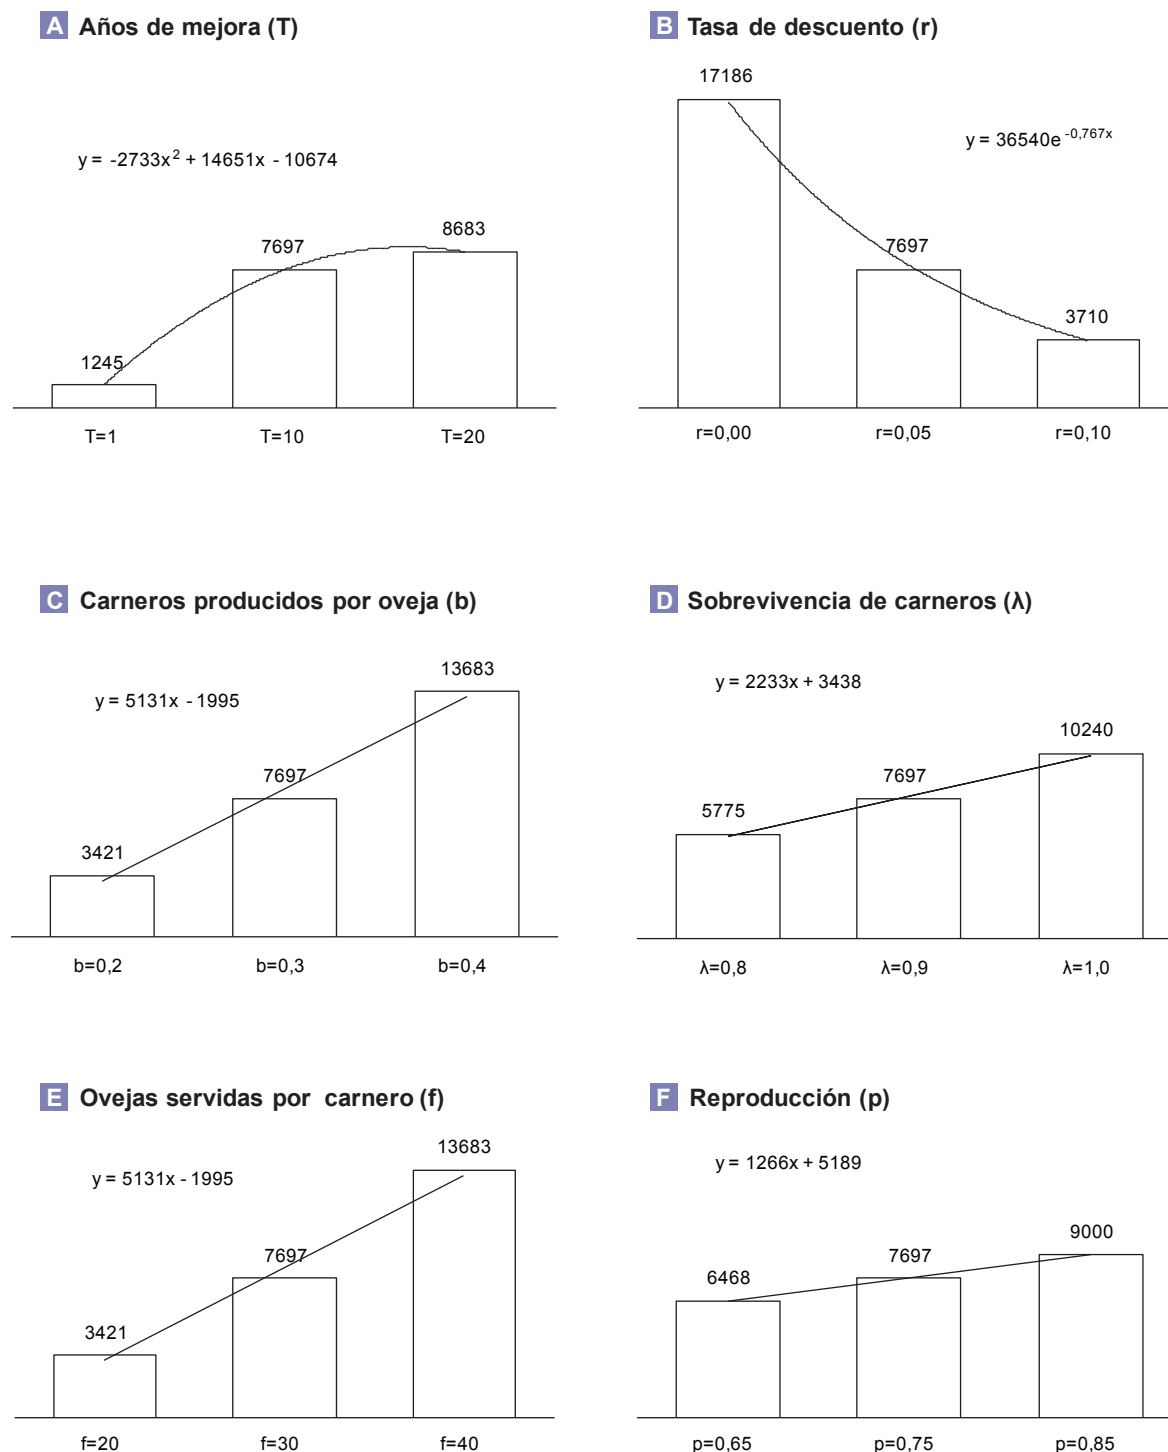 A Años de mejora (T)
y = -2733x² + 14651x - 10674
1245
7697
8683
T=1 T=10 T=20
B Tasa de descuento (r)
17186
y = 36540e^-0,767x
7697
3710
r=0,00 r=0,05 r=0,10
C Carneros producidos por oveja (b)
13683
y = 5131x - 1995
7697
3421
b=0,2 b=0,3 b=0,4
D Sobrevivencia de carneros (λ)
y = 2233x + 3438
10240
7697
5775
λ=0,8 λ=0,9 λ=1,0
E Ovejas servidas por carnero (f)
13683
y = 5131x - 1995
7697
3421
f=20 f=30 f=40
F Reproducción (p)
y = 1266x + 5189
9000
7697
6468
p=0,65 p=0,75 p=0,85